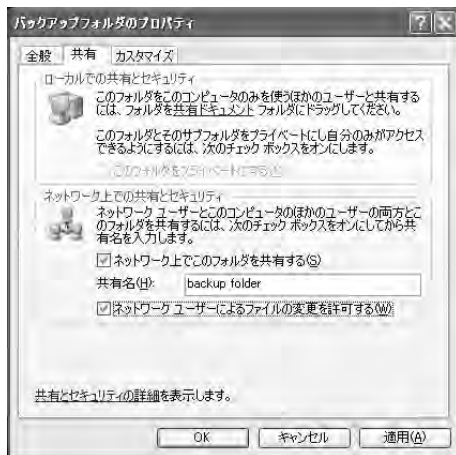 バックアップフォルダのプロパティ
全般 共有 カスタマイズ
ローカルでの共有とセキュリティ
このフォルダをこのコンピュータのみを使うほかのユーザーと共有する
には、フォルダを共有ドキュメント フォルダにドラッグしてください。
このフォルダとそのサブフォルダをプライベートにし自分のみがアクセス
できるようにするには、次のチェック ボックスをオンにします。
このフォルダをプライベートにする(M)
ネットワーク上での共有とセキュリティ
ネットワーク ユーザーとこのコンピュータのほかのユーザーの両方とこ
のフォルダを共有するには、次のチェック ボックスをオンにしてから共
有名を入力します。
ネットワーク上でこのフォルダを共有する(S)
共有名(H): backup folder
ネットワーク ユーザーによるファイルの変更を許可する(W)
共有とセキュリティの詳細を表示します。
OK キャンセル 適用(A)